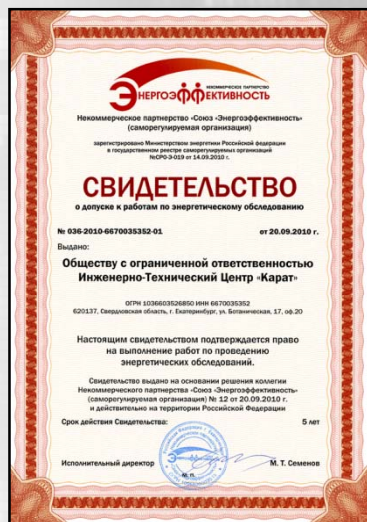 НЕКОММЕРЧЕСКОЕ ПАРТНЕРСТВО
ЭНЕРГОЭФФЕКТИВНОСТЬ
Некоммерческое партнерство «Союз «Энергоэффективность»
(саморегулируемая организация)
зарегистрировано Министерством энергетики Российской федерации
в государственном реестре саморегулируемых организаций
№СРО-Э-019 от 14.09.2010 г.
СВИДЕТЕЛЬСТВО
о допуске к работам по энергетическому обследованию
№ 036-2010-6670035352-01 от 20.09.2010 г.
Выдано:
Обществу с ограниченной ответственностью
Инженерно-Технический Центр «Карат»
ОГРН 1036603526850 ИНН 6670035352
620137, Свердловская область, г. Екатеринбург, ул. Ботаническая, 17, оф.20
Настоящим свидетельством подтверждается право
на выполнение работ по проведению
энергетических обследований.
Свидетельство выдано на основании решения коллегии
Некоммерческого партнерства «Союз «Энергоэффективность»
(саморегулируемая организация) № 12 от 20.09.2010 г.
и действительно на территории Российской Федерации
Срок действия Свидетельства: 5 лет
Исполнительный директор М. Т. Семенов
М. П.